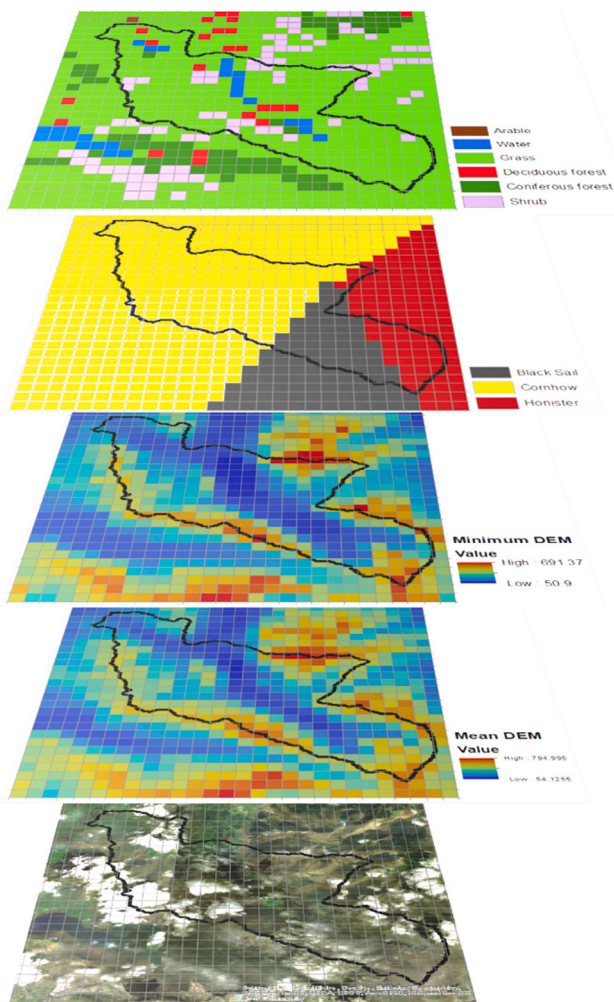 Arable
Water
Grass
Deciduous forest
Coniferous forest
Shrub
Black Sail
Cornhow
Honister
Minimum DEM
Value
High : 691.37
Low : 50.9
Mean DEM
Value
High : 794.995
Low : 54.1255